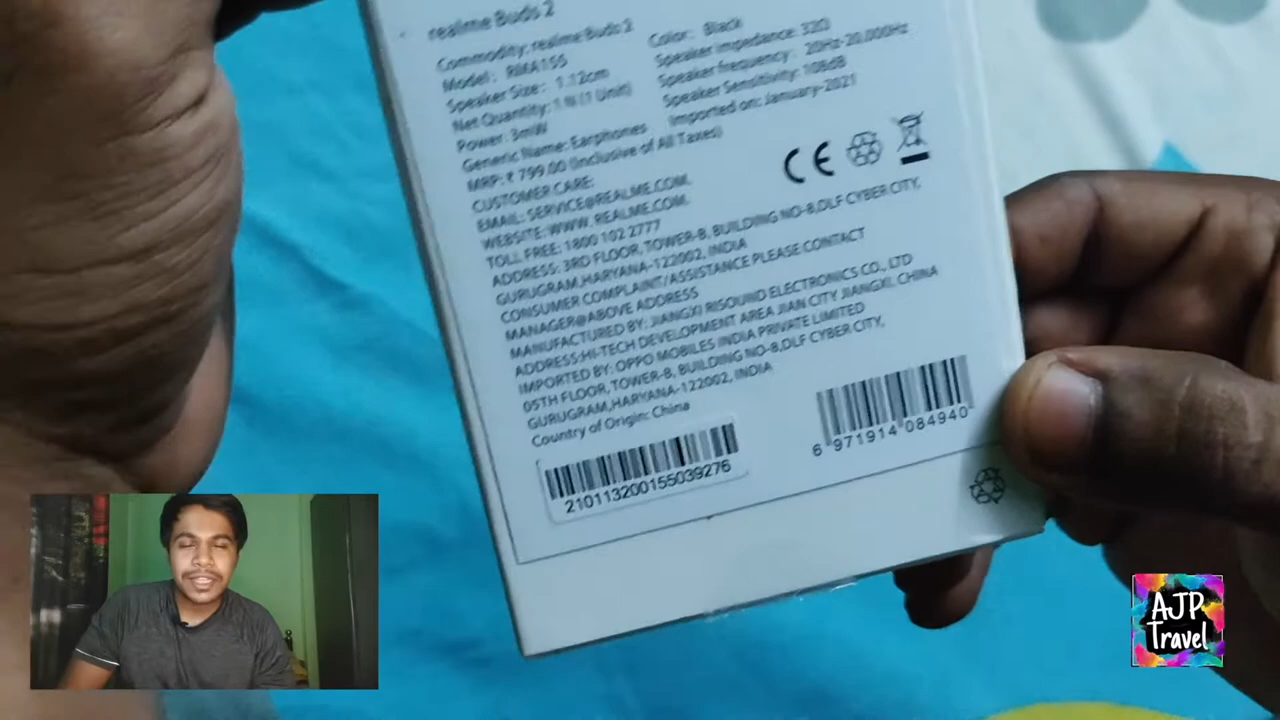 realme Buds 2
Commodity: realme Buds 2
Model : RMA155
Speaker Size : 1.12cm
Net Quantity: 1 N (1 Unit)
Power: 3mW
Generic Name: Earphones
MRP: ₹ 799.00 (Inclusive of All Taxes)
Color: Black
Speaker impedance: 32Ω
Speaker frequency : 20Hz-20,000Hz
Speaker Sensitivity: 108dB
Imported on: January-2021
CUSTOMER CARE:
EMAIL: SERVICE@REALME.COM,
WEBSITE: WWW. REALME.COM,
TOLL FREE: 1800 102 2777
ADDRESS: 3RD FLOOR, TOWER-B, BUILDING NO-8,DLF CYBER CITY,
GURUGRAM,HARYANA-122002, INDIA
CONSUMER COMPLAINT/ASSISTANCE PLEASE CONTACT
MANAGER@ABOVE ADDRESS
MANUFACTURED BY: JIANGXI RISOUND ELECTRONICS CO., LTD
ADDRESS:HI-TECH DEVELOPMENT AREA JIAN CITY JIANGXI, CHINA
IMPORTED BY: OPPO MOBILES INDIA PRIVATE LIMITED
05TH FLOOR, TOWER-B, BUILDING NO-8,DLF CYBER CITY,
GURUGRAM,HARYANA-122002, INDIA
Country of Origin: China
CE
210113200155039276
6 971914 084940
AJP
Travel